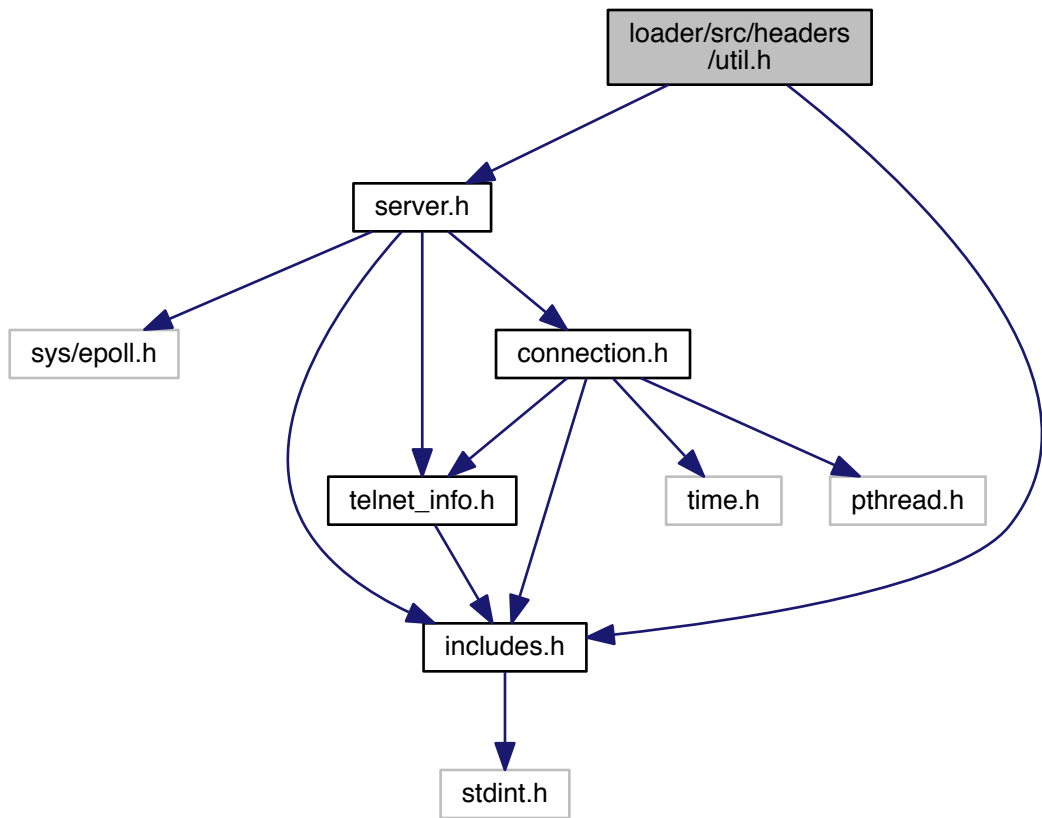 loader/src/headers
/util.h
server.h
sys/epoll.h
connection.h
telnet_info.h
time.h
pthread.h
includes.h
stdint.h